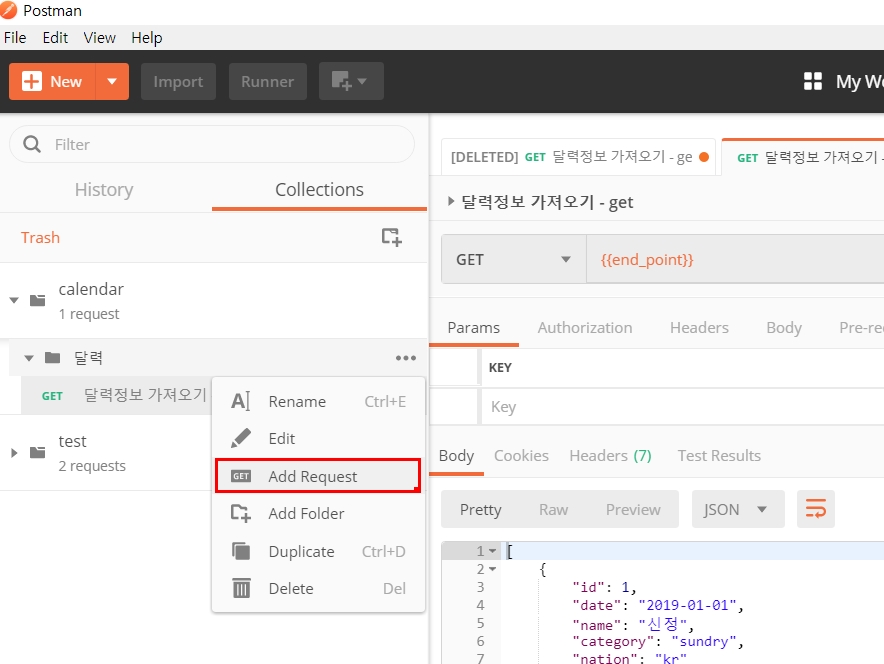 Postman
File Edit View Help
New Import Runner My Wo
Filter
History Collections
Trash
calendar
1 request
달력
GET 달력정보 가져오기
test
2 requests
Rename Ctrl+E
Edit
GET Add Request
Add Folder
Duplicate Ctrl+D
Delete Del
[DELETED] GET 달력정보 가져오기 - ge
GET 달력정보 가져오기 -
달력정보 가져오기 - get
GET {{end_point}}
Params Authorization Headers Body Pre-re
KEY
Key
Body Cookies Headers (7) Test Results
Pretty Raw Preview JSON
1 [
2 {
3 "id": 1,
4 "date": "2019-01-01",
5 "name": "신정",
6 "category": "sundry",
7 "nation": "kr"